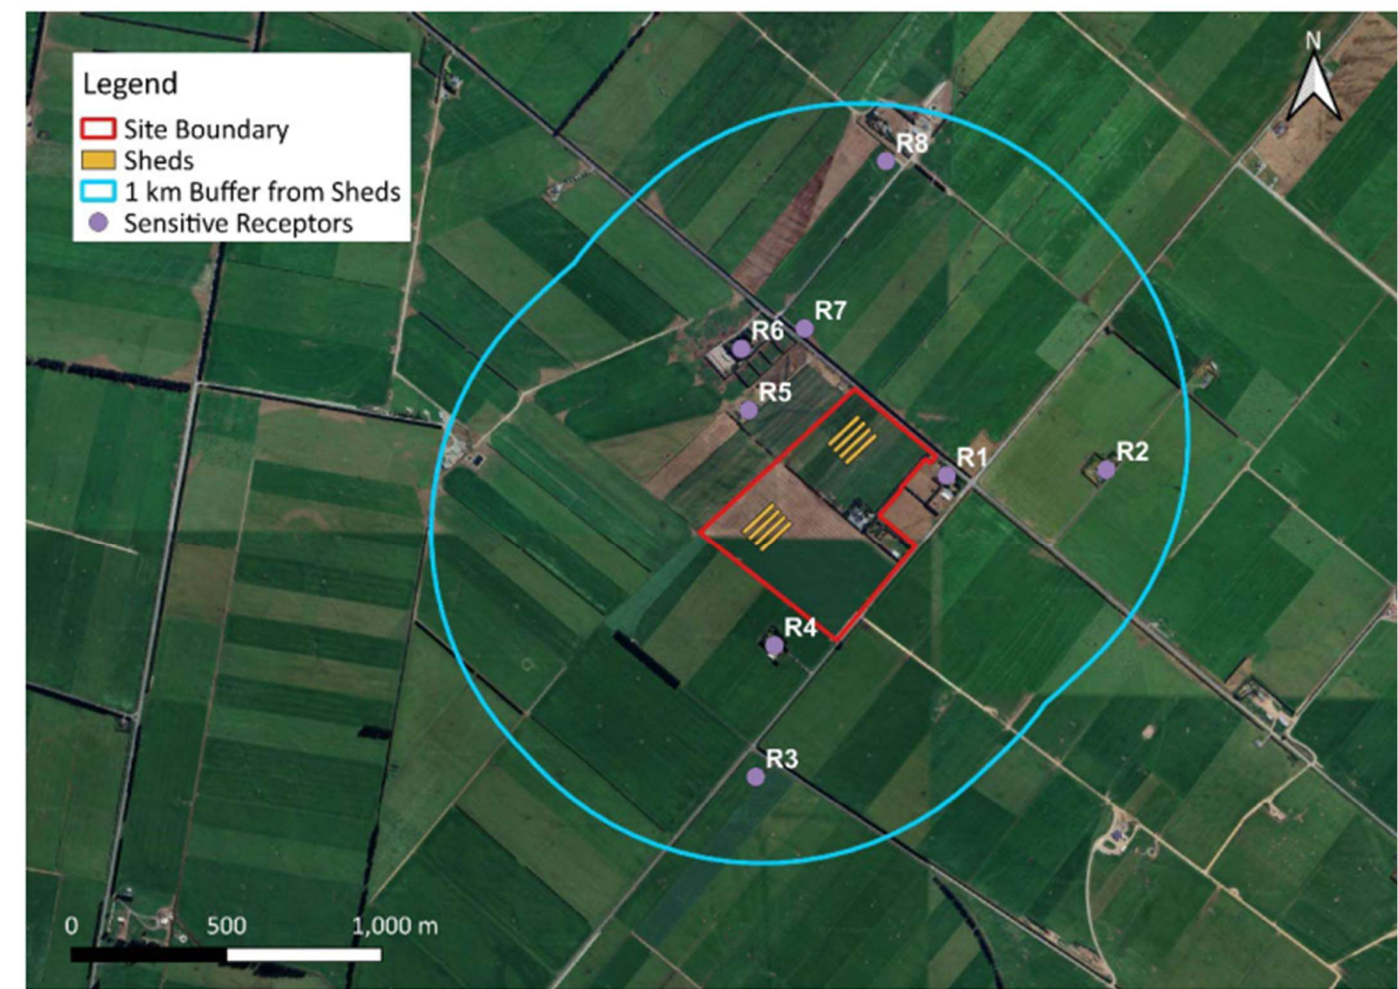 Legend
Site Boundary
Sheds
1 km Buffer from Sheds
Sensitive Receptors
N
R8
R7
R6
R5
R1
R2
R4
R3
0 500 1,000 m